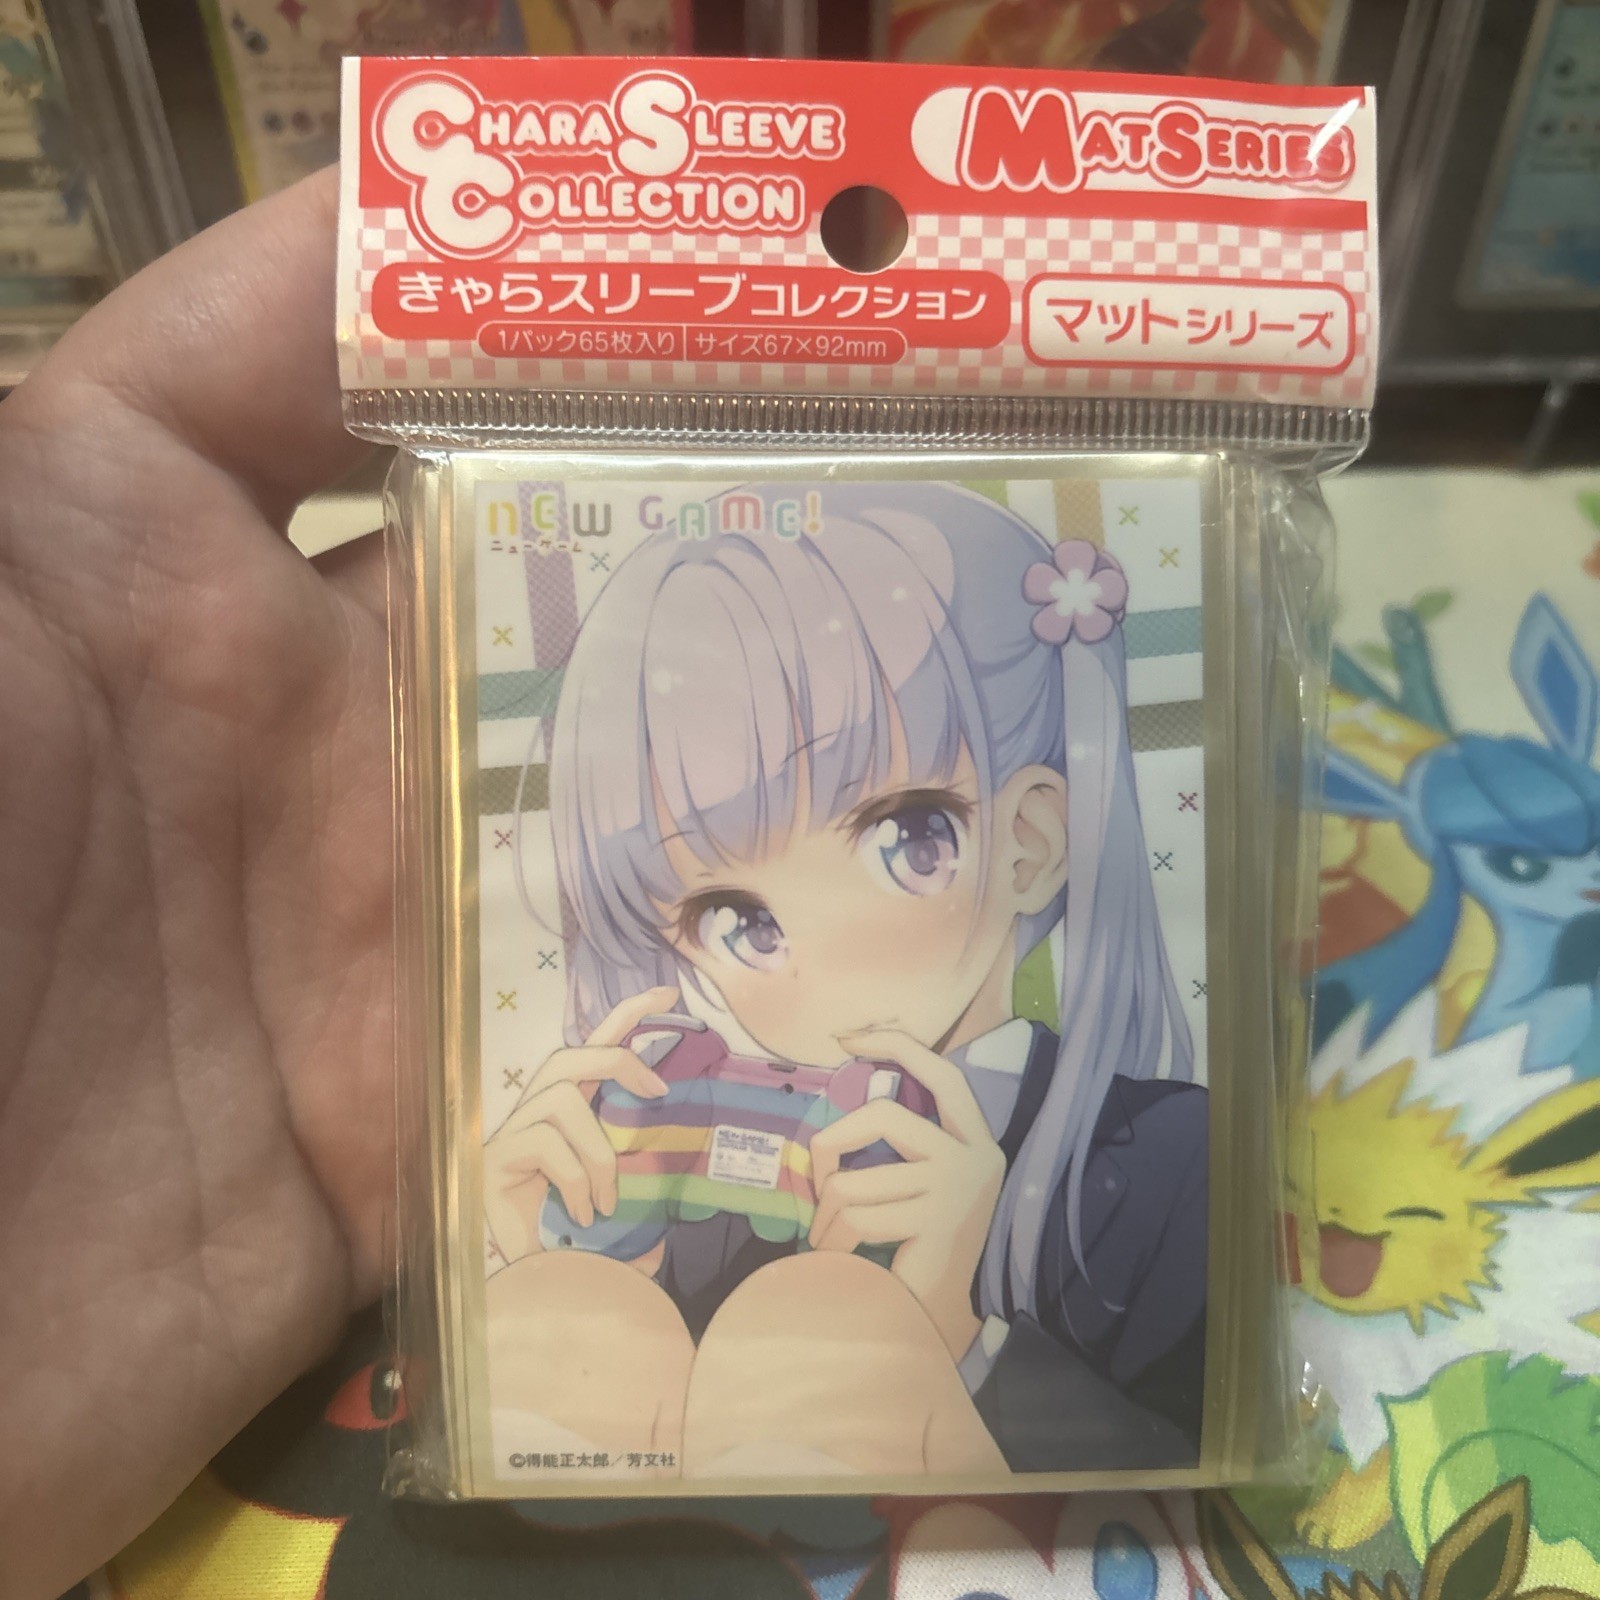 CHARA SLEEVE
COLLECTION
MAT SERIES
きゃらスリーブコレクション
1パック65枚入り サイズ67×92mm
マットシリーズ
NEW GAME!
ニューゲーム
NEW GAME!
©得能正太郎／芳文社